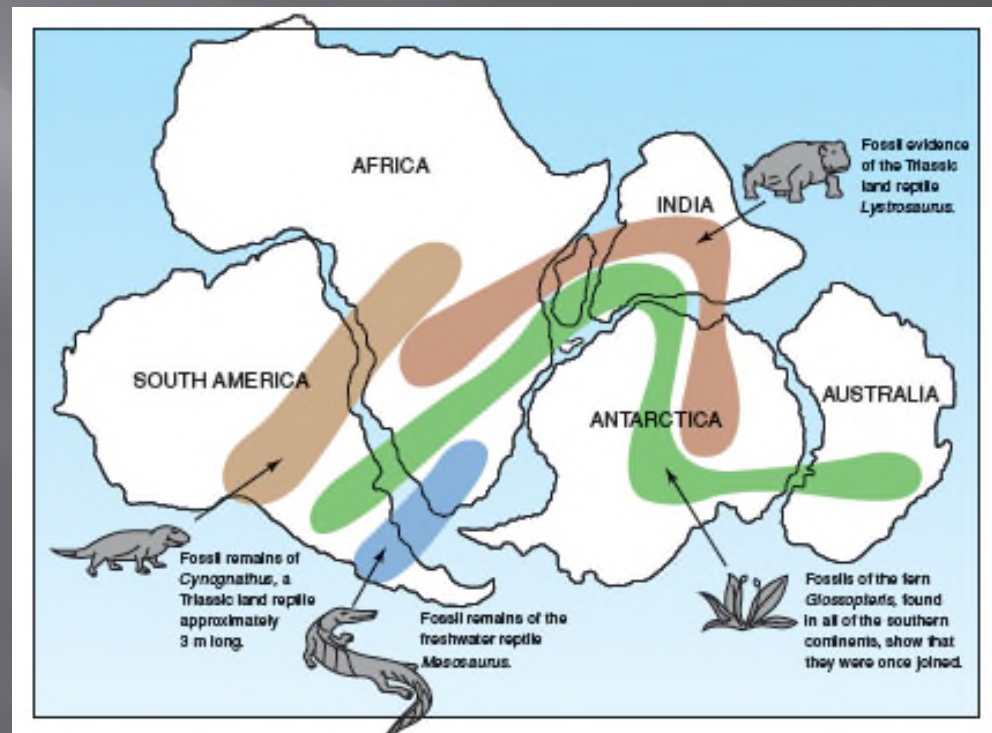 AFRICA
INDIA
Fossil evidence
of the Triassic
land reptile
Lystrosaurus.
SOUTH AMERICA
ANTARCTICA
AUSTRALIA
Fossil remains of
Cynognathus, a
Triassic land reptile
approximately
3 m long.
Fossil remains of the
freshwater reptile
Mesosaurus.
Fossils of the fern
Glossopteris, found
in all of the southern
continents, show that
they were once joined.